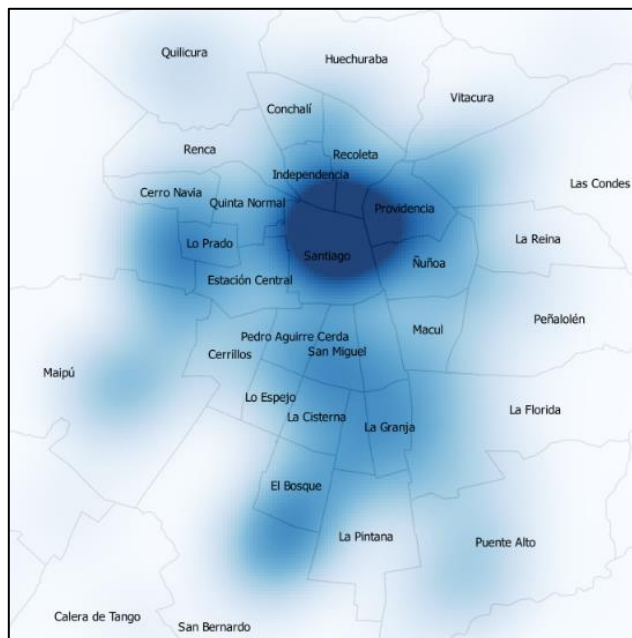 Quilicura
Huechuraba
Vitacura
Conchalí
Renca
Recoleta
Independencia
Las Condes
Cerro Navia
Quinta Normal
Providencia
Lo Prado
La Reina
Santiago
Ñuñoa
Estación Central
Peñalolén
Macul
Pedro Aguirre Cerda
San Miguel
Cerrillos
Maipú
Lo Espejo
La Florida
La Cisterna
La Granja
El Bosque
La Pintana
Puente Alto
Calera de Tango
San Bernardo